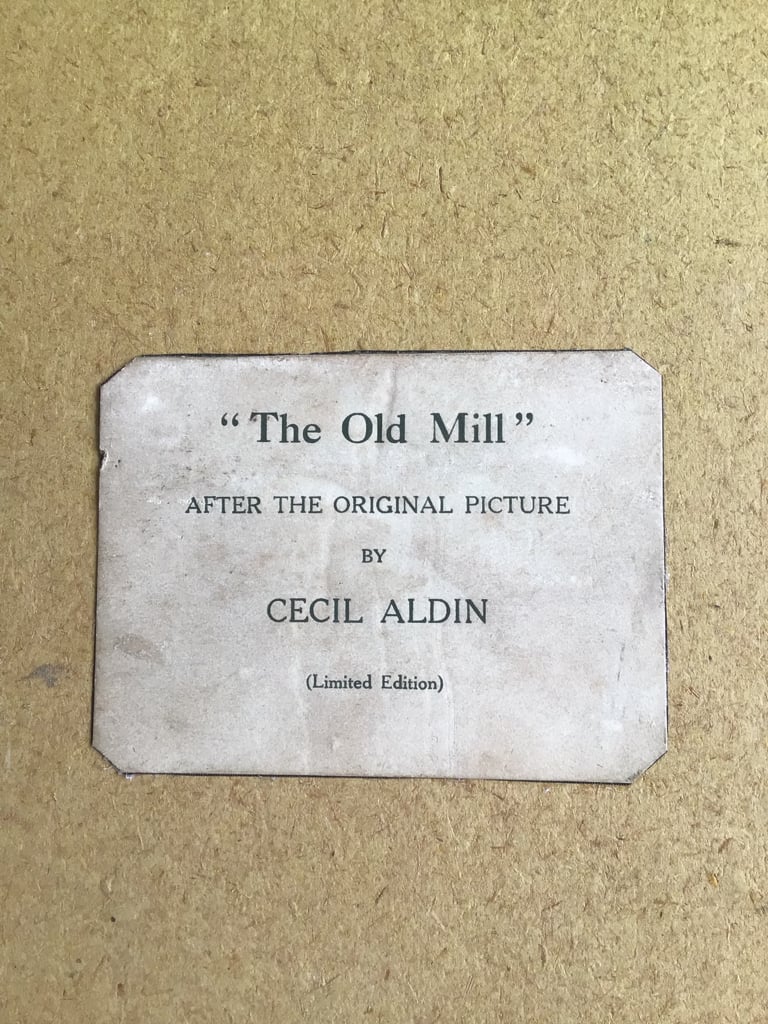 “The Old Mill”
AFTER THE ORIGINAL PICTURE
BY
CECIL ALDIN
(Limited Edition)